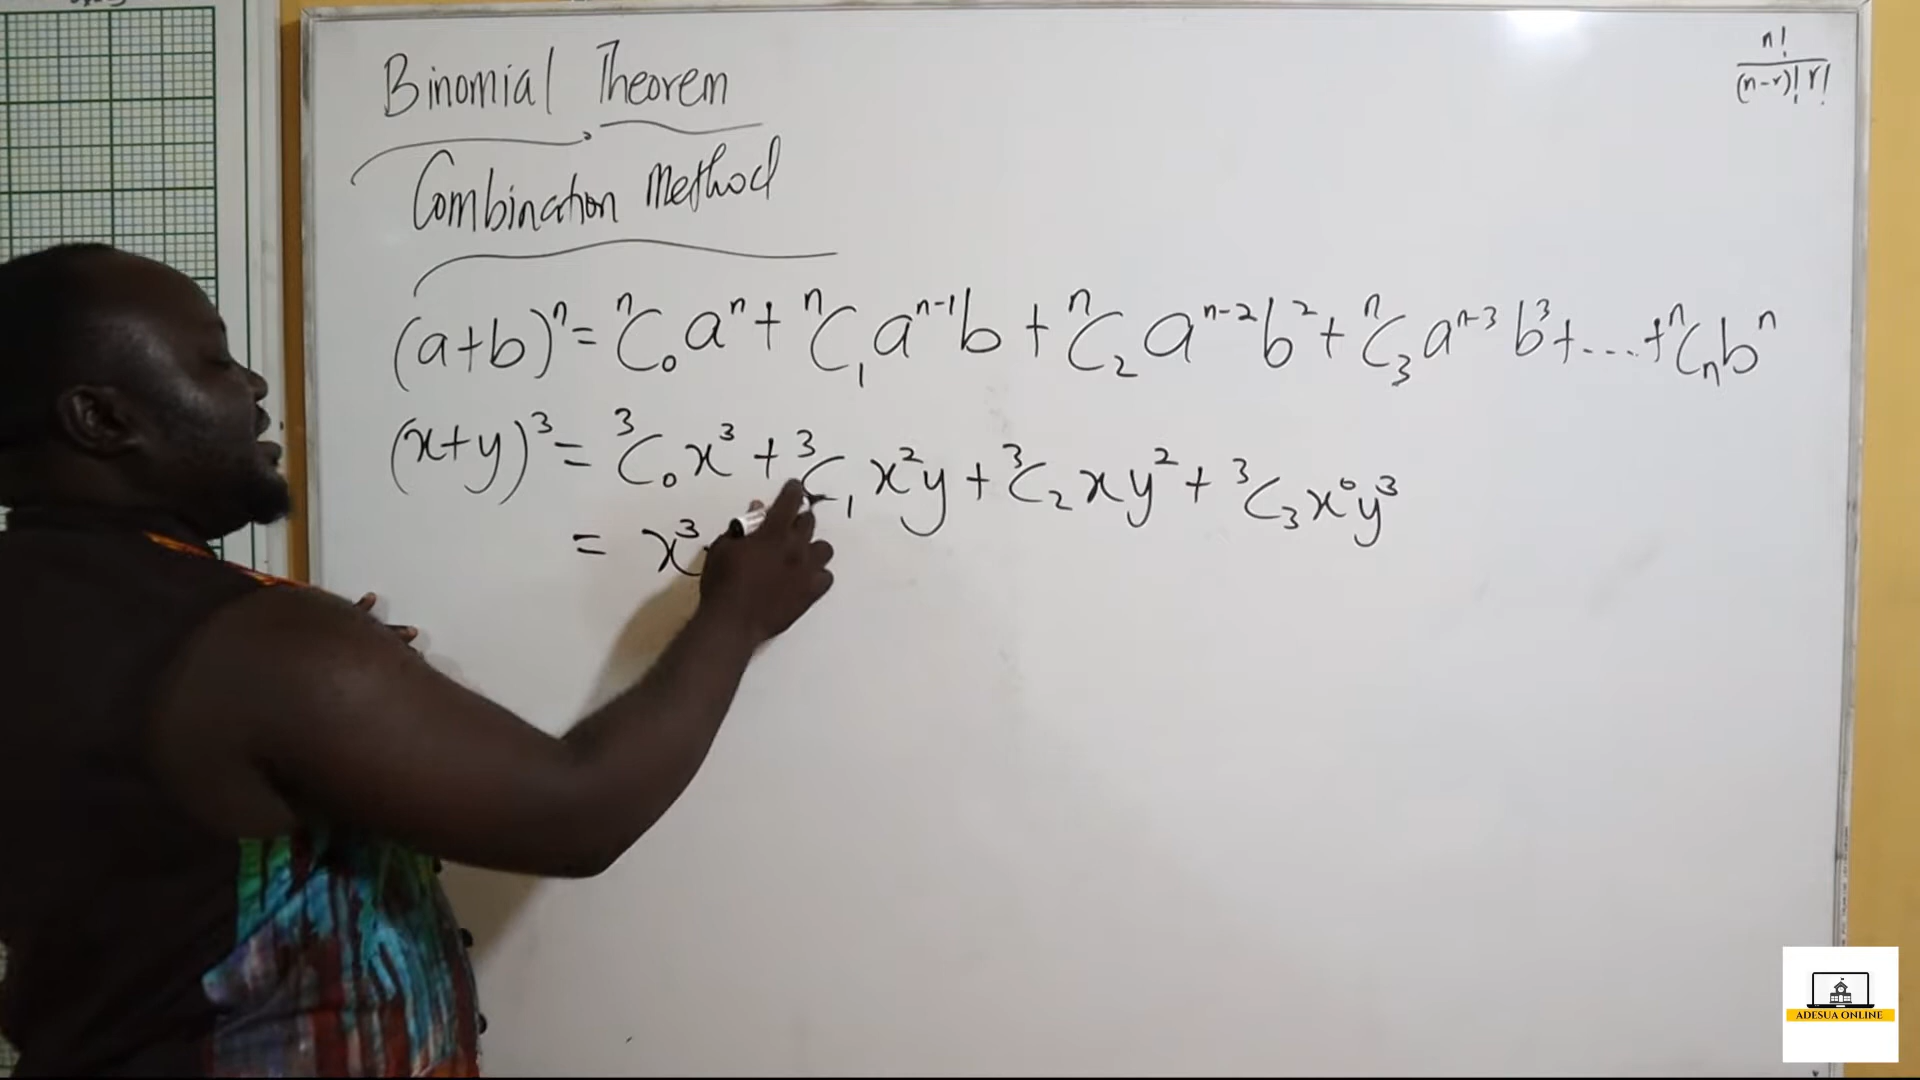 Binomial Theorem
Combination Method
n!
(n-r)! r!
(a+b)ⁿ = ⁿC₀aⁿ + ⁿC₁aⁿ⁻¹b + ⁿC₂aⁿ⁻²b² + ⁿC₃aⁿ⁻³b³ + ... + ⁿCₙbⁿ
(x+y)³ = ³C₀x³ + ³C₁x²y + ³C₂xy² + ³C₃x⁰y³
= x³
ADESUA ONLINE